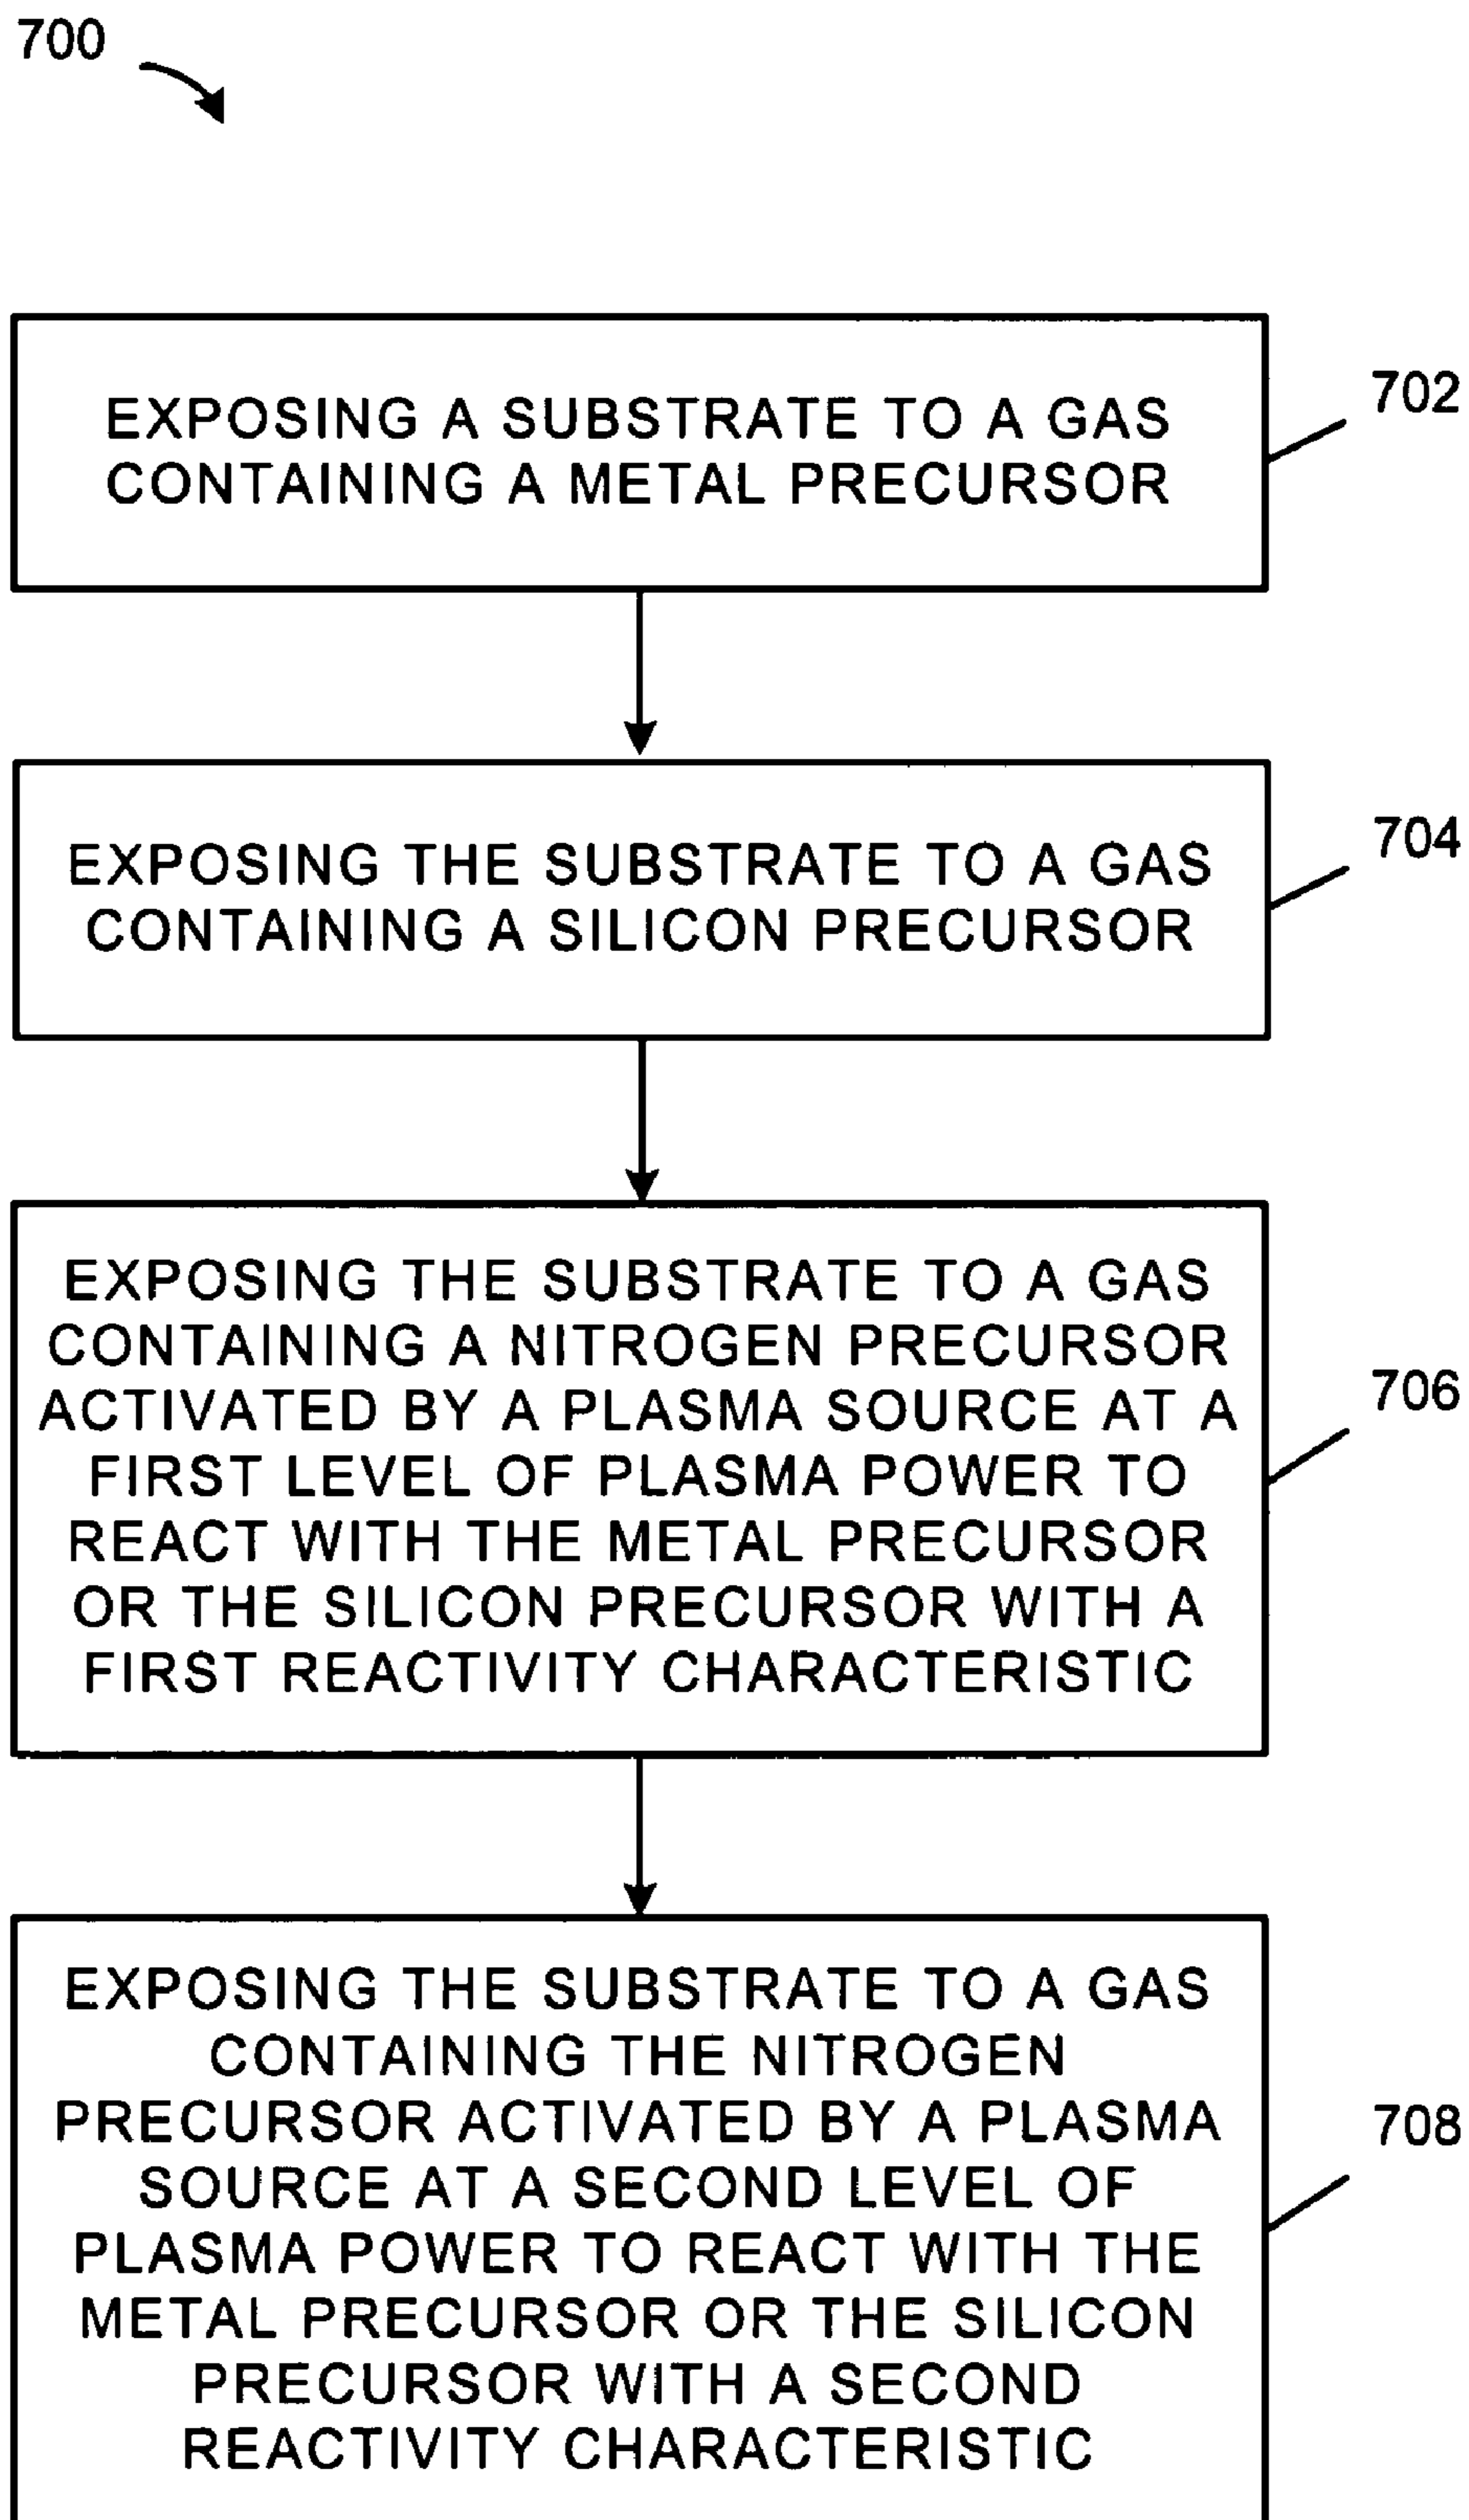 700
EXPOSING A SUBSTRATE TO A GAS
CONTAINING A METAL PRECURSOR
702
EXPOSING THE SUBSTRATE TO A GAS
CONTAINING A SILICON PRECURSOR
704
EXPOSING THE SUBSTRATE TO A GAS
CONTAINING A NITROGEN PRECURSOR
ACTIVATED BY A PLASMA SOURCE AT A
FIRST LEVEL OF PLASMA POWER TO
REACT WITH THE METAL PRECURSOR
OR THE SILICON PRECURSOR WITH A
FIRST REACTIVITY CHARACTERISTIC
706
EXPOSING THE SUBSTRATE TO A GAS
CONTAINING THE NITROGEN
PRECURSOR ACTIVATED BY A PLASMA
SOURCE AT A SECOND LEVEL OF
PLASMA POWER TO REACT WITH THE
METAL PRECURSOR OR THE SILICON
PRECURSOR WITH A SECOND
REACTIVITY CHARACTERISTIC
708